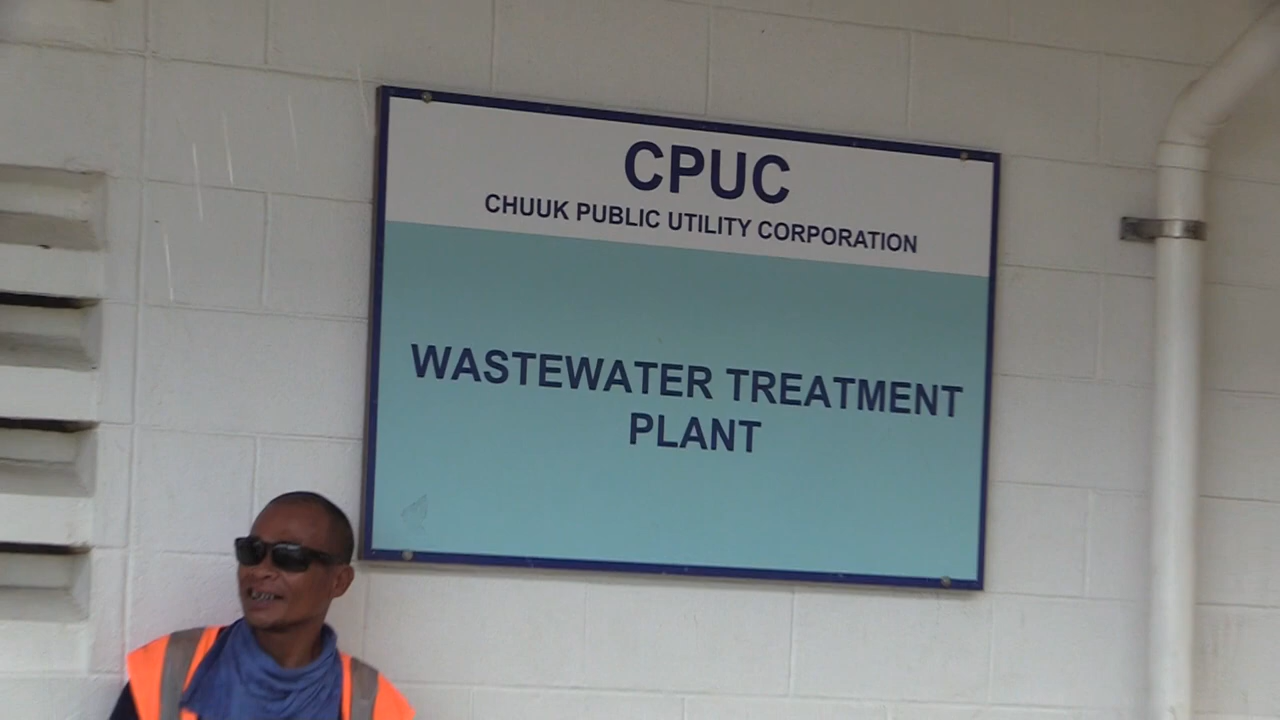 CPUC
CHUUK PUBLIC UTILITY CORPORATION
WASTEWATER TREATMENT
PLANT